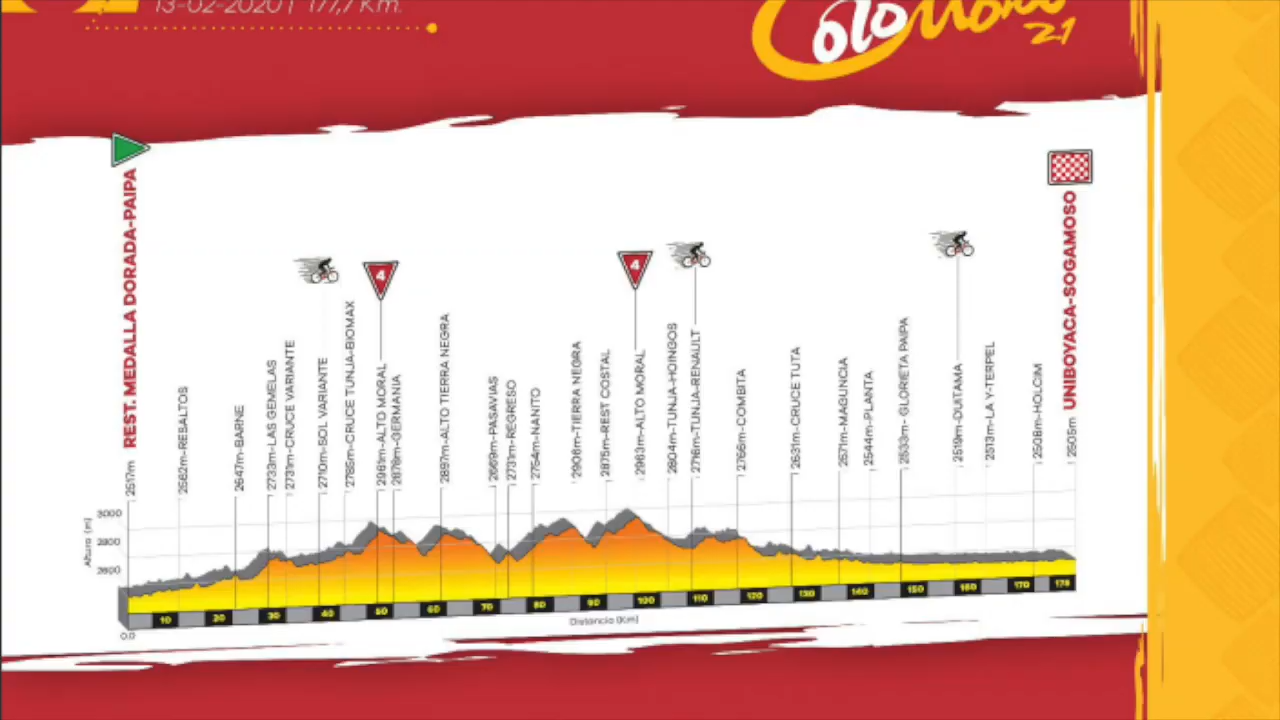 13-02-2020 | 177,7 Km.
Colombia
2.1
REST. MEDALLA DORADA-PAIPA
UNIBOYACA-SOGAMOSO
4
4
2517m
2562m-RESALTOS
2647m-BARNE
2733m-LAS GEMELAS
2731m-CRUCE VARIANTE
2710m-SOL VARIANTE
2785m-CRUCE TUNJA-BIOMAX
2961m-ALTO MORAL
2878m-GERMANIA
2897m-ALTO TIERRA NEGRA
2669m-PASAVIAS
2731m-REGRESO
2754m-NANITO
2906m-TIERRA NEGRA
2875m-REST COSTAL
2963m-ALTO MORAL
2804m-TUNJA-HOINGOS
2716m-TUNJA-RENAULT
2766m-COMBITA
2631m-CRUCE TUTA
2571m-MAGUNCIA
2544m-PLANTA
2533m- GLORIETA PAIPA
2519m-DUITAMA
2513m-LA Y-TERPEL
2508m-HOLCIM
2505m
Altura (m)
3000
2800
2600
10 20 30 40 50 60 70 80 90 100 110 120 130 140 150 160 170 178
0.0
Distancia (Km)